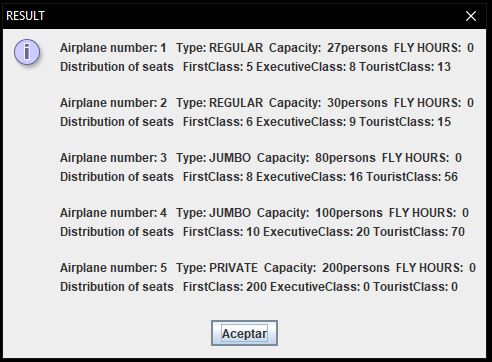 RESULT
Airplane number: 1 Type: REGULAR Capacity: 27persons FLY HOURS: 0
Distribution of seats FirstClass: 5 ExecutiveClass: 8 TouristClass: 13
Airplane number: 2 Type: REGULAR Capacity: 30persons FLY HOURS: 0
Distribution of seats FirstClass: 6 ExecutiveClass: 9 TouristClass: 15
Airplane number: 3 Type: JUMBO Capacity: 80persons FLY HOURS: 0
Distribution of seats FirstClass: 8 ExecutiveClass: 16 TouristClass: 56
Airplane number: 4 Type: JUMBO Capacity: 100persons FLY HOURS: 0
Distribution of seats FirstClass: 10 ExecutiveClass: 20 TouristClass: 70
Airplane number: 5 Type: PRIVATE Capacity: 200persons FLY HOURS: 0
Distribution of seats FirstClass: 200 ExecutiveClass: 0 TouristClass: 0
Aceptar